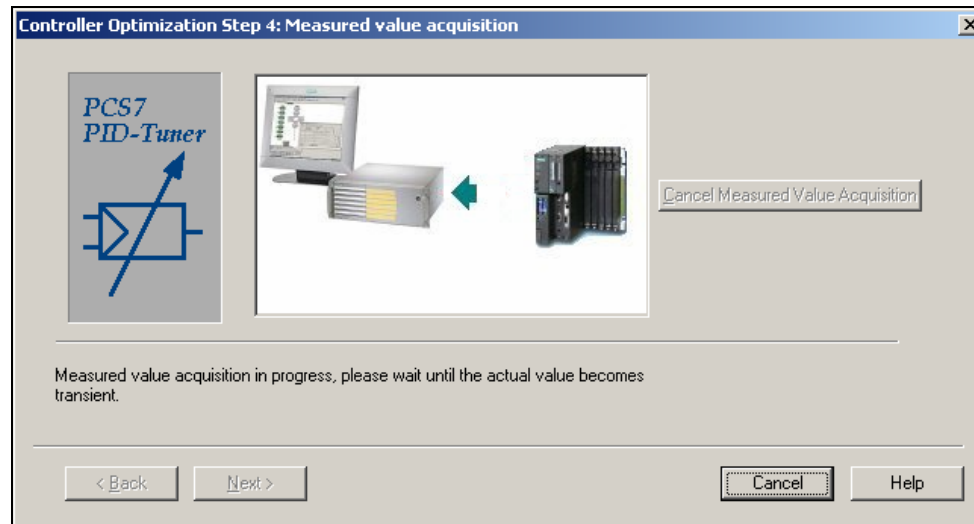 Controller Optimization Step 4: Measured value acquisition
PCS7
PID-Tuner
Cancel Measured Value Acquisition
Measured value acquisition in progress, please wait until the actual value becomes
transient.
< Back
Next >
Cancel
Help